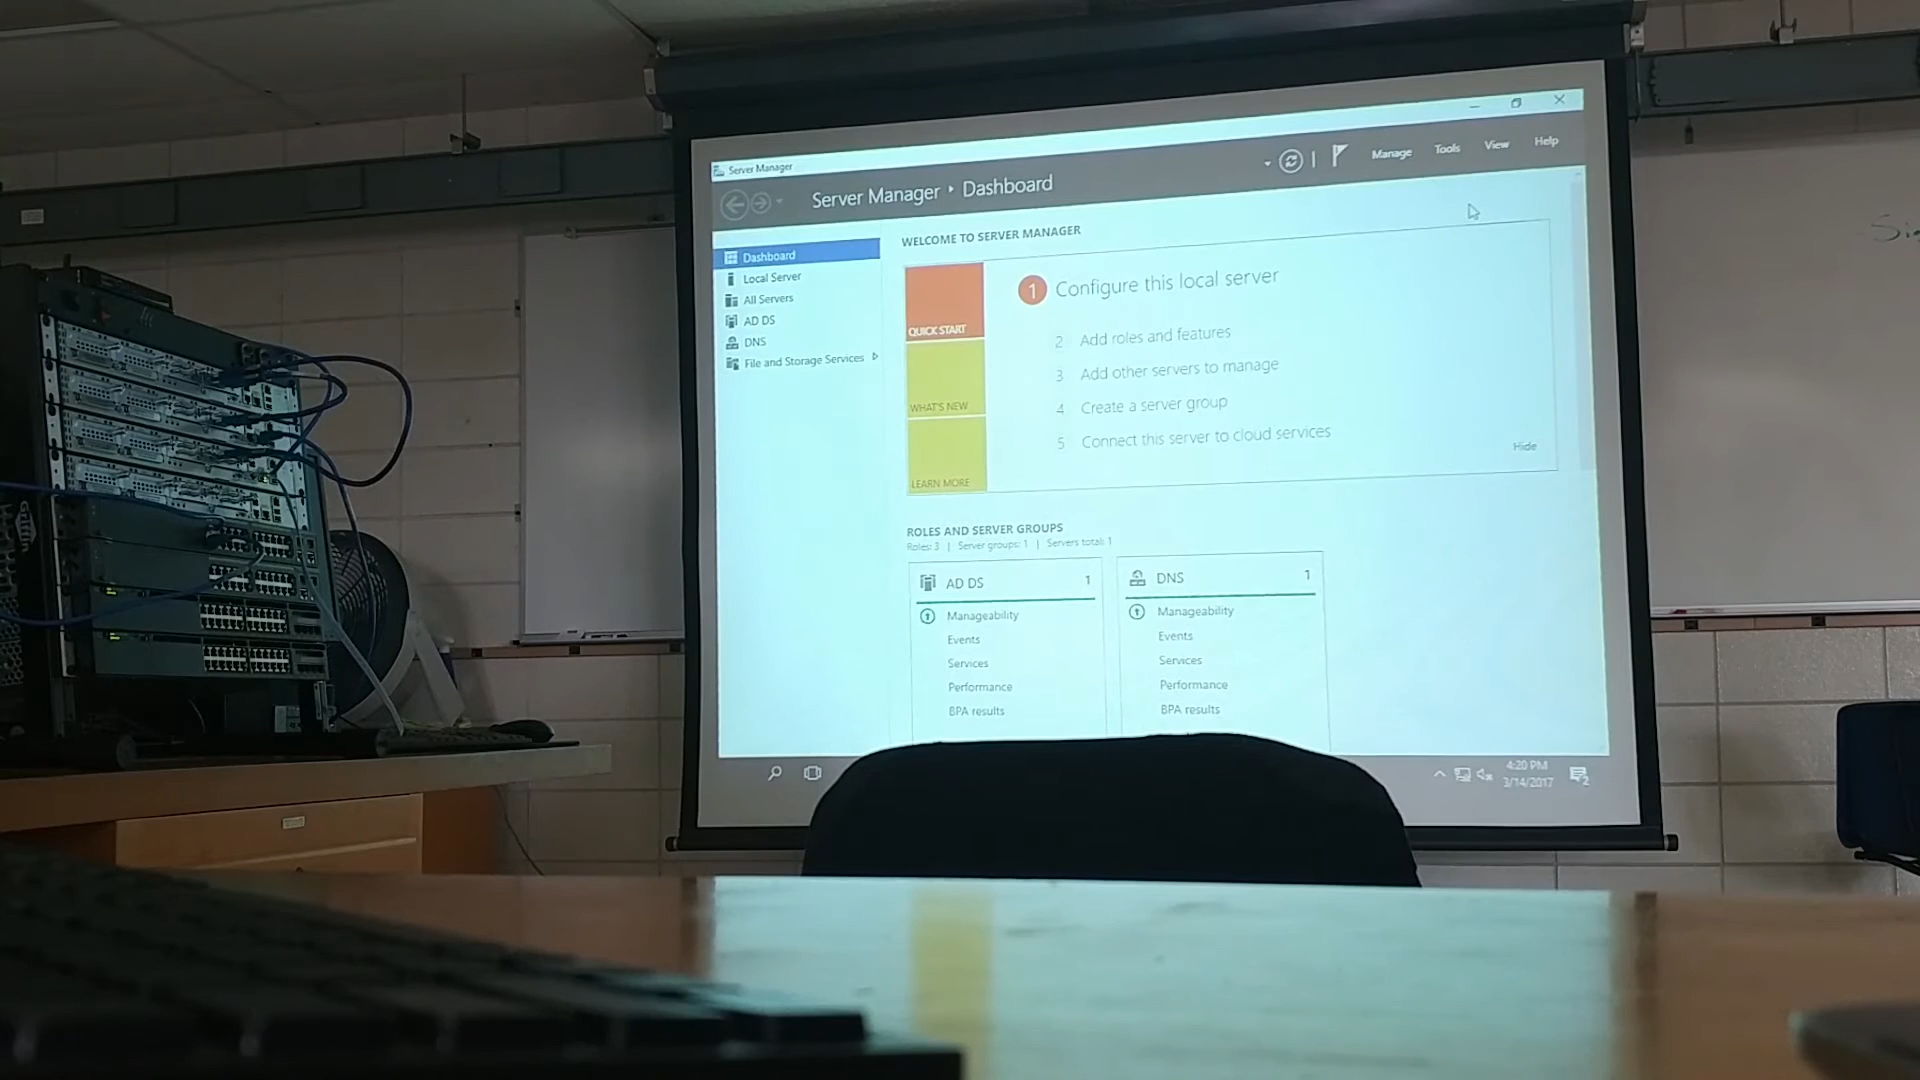 Server Manager
Server Manager • Dashboard
Manage Tools View Help
Dashboard
Local Server
All Servers
AD DS
DNS
File and Storage Services
WELCOME TO SERVER MANAGER
QUICK START
WHAT'S NEW
LEARN MORE
1 Configure this local server
2 Add roles and features
3 Add other servers to manage
4 Create a server group
5 Connect this server to cloud services
Hide
ROLES AND SERVER GROUPS
Roles: 3 | Server groups: 1 | Servers total: 1
AD DS 1
Manageability
Events
Services
Performance
BPA results
DNS 1
Manageability
Events
Services
Performance
BPA results
4:20 PM
3/14/2017
2
Griffin